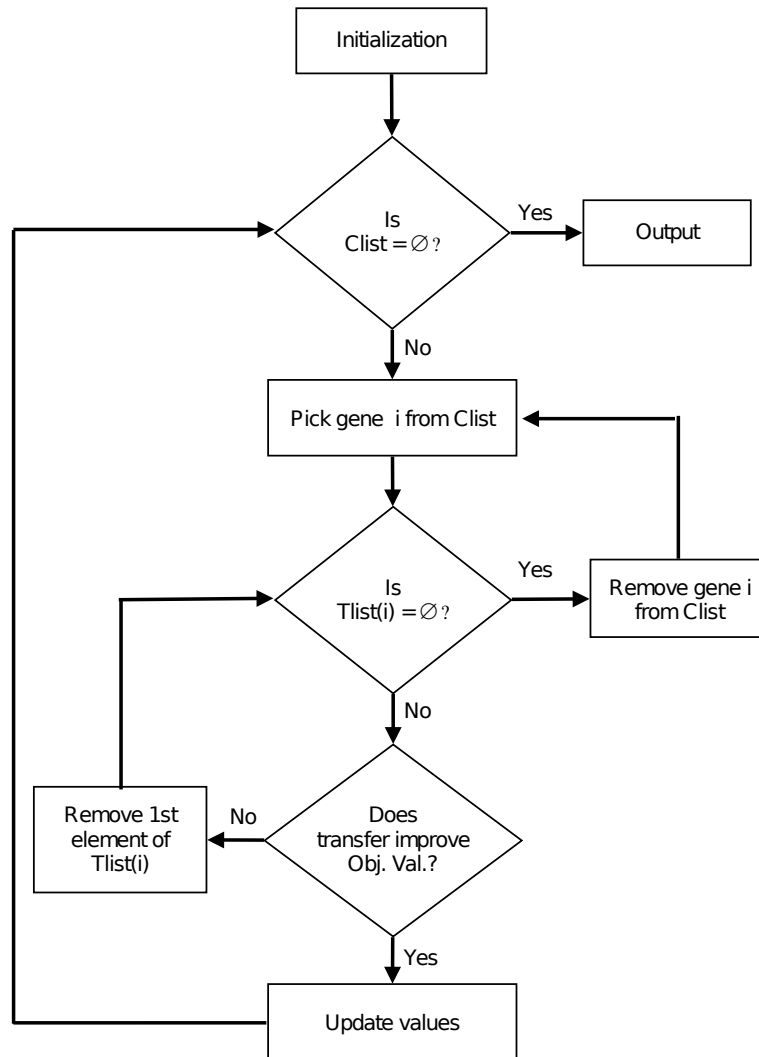 Initialization
Is
Clist = ∅ ?
Yes
Output
No
Pick gene i from Clist
Is
Tlist(i) = ∅ ?
Yes
Remove gene i
from Clist
No
Does
transfer improve
Obj. Val.?
No
Remove 1st
element of
Tlist(i)
Yes
Update values